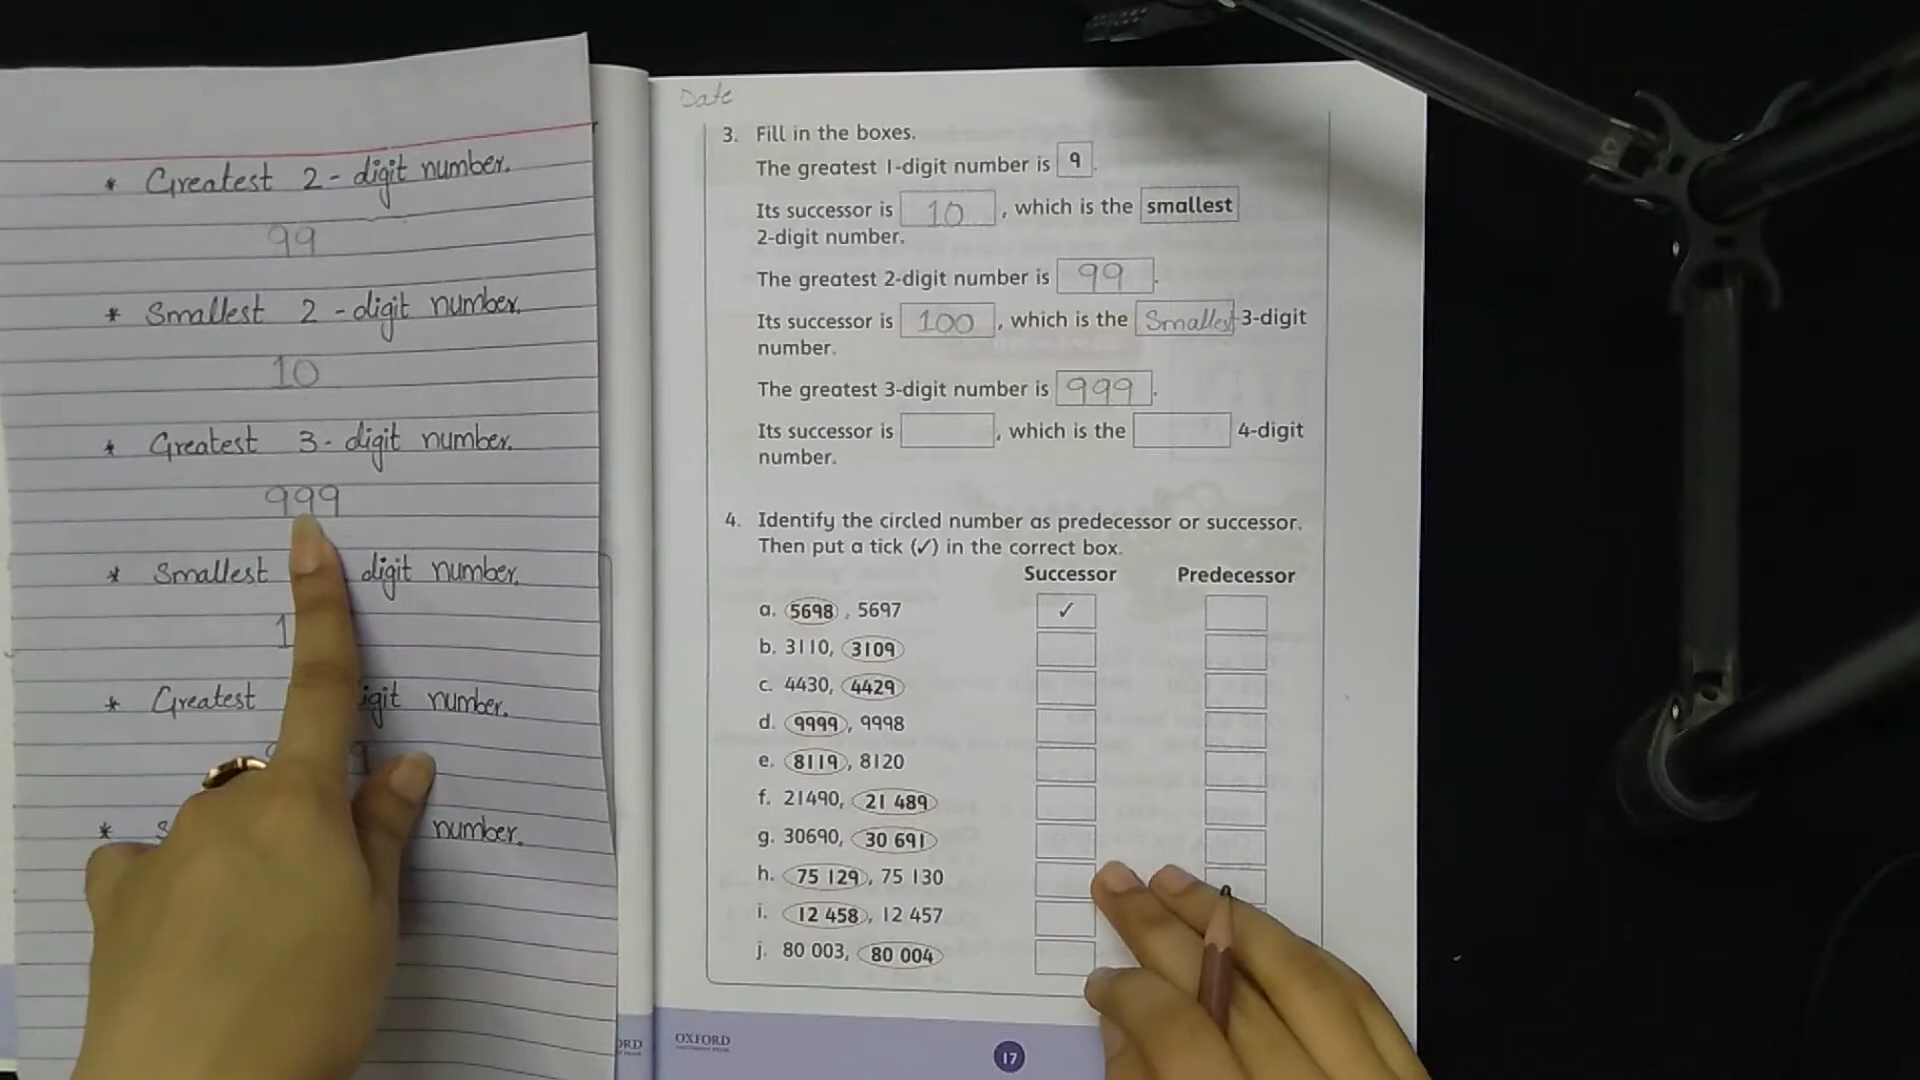 * Greatest 2 - digit number.
99
* Smallest 2 - digit number.
10
* Greatest 3 - digit number.
999
* Smallest digit number.
1
* Greatest digit number.
* number.
Date
3. Fill in the boxes.
The greatest 1-digit number is 9.
Its successor is 10, which is the smallest
2-digit number.
The greatest 2-digit number is 99.
Its successor is 100, which is the Smallest 3-digit
number.
The greatest 3-digit number is 999.
Its successor is , which is the 4-digit
number.
4. Identify the circled number as predecessor or successor.
Then put a tick (✓) in the correct box.
Successor Predecessor
a. 5698 , 5697 ✓
b. 3110, 3109
c. 4430, 4429
d. 9999, 9998
e. 8119, 8120
f. 21490, 21 489
g. 30690, 30 691
h. 75 129, 75 130
i. 12 458, 12 457
j. 80 003, 80 004
OXFORD
17